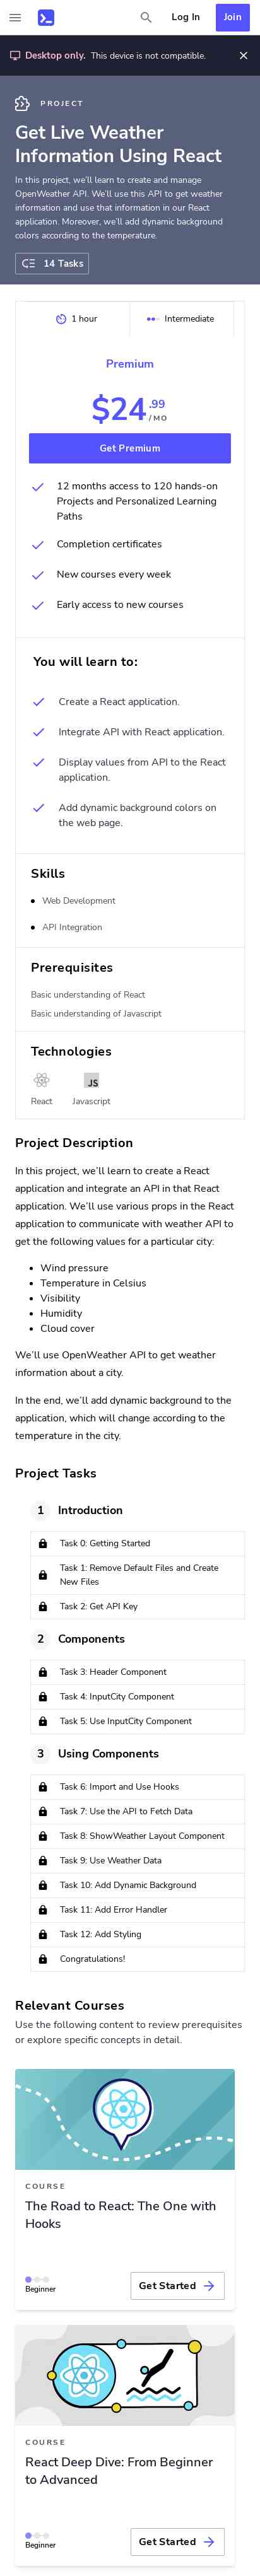 Log In
Join
Desktop only. This device is not compatible.
PROJECT
Get Live Weather
Information Using React
In this project, we'll learn to create and manage
OpenWeather API. We'll use this API to get weather
information and use that information in our React
application. Moreover, we'll add dynamic background
colors according to the temperature.
14 Tasks
1 hour
Intermediate
Premium
$24 .99
/MO
Get Premium
12 months access to 120 hands-on
Projects and Personalized Learning
Paths
Completion certificates
New courses every week
Early access to new courses
You will learn to:
Create a React application.
Integrate API with React application.
Display values from API to the React
application.
Add dynamic background colors on
the web page.
Skills
Web Development
API Integration
Prerequisites
Basic understanding of React
Basic understanding of Javascript
Technologies
JS
React
Javascript
Project Description
In this project, we'll learn to create a React
application and integrate an API in that React
application. We'll use various props in the React
application to communicate with weather API to
get the following values for a particular city:
• Wind pressure
• Temperature in Celsius
• Visibility
• Humidity
• Cloud cover
We'll use OpenWeather API to get weather
information about a city.
In the end, we'll add dynamic background to the
application, which will change according to the
temperature in the city.
Project Tasks
1 Introduction
Task 0: Getting Started
Task 1: Remove Default Files and Create
New Files
Task 2: Get API Key
2 Components
Task 3: Header Component
Task 4: InputCity Component
Task 5: Use InputCity Component
3 Using Components
Task 6: Import and Use Hooks
Task 7: Use the API to Fetch Data
Task 8: ShowWeather Layout Component
Task 9: Use Weather Data
Task 10: Add Dynamic Background
Task 11: Add Error Handler
Task 12: Add Styling
Congratulations!
Relevant Courses
Use the following content to review prerequisites
or explore specific concepts in detail.
COURSE
The Road to React: The One with
Hooks
Beginner
Get Started
COURSE
React Deep Dive: From Beginner
to Advanced
Beginner
Get Started